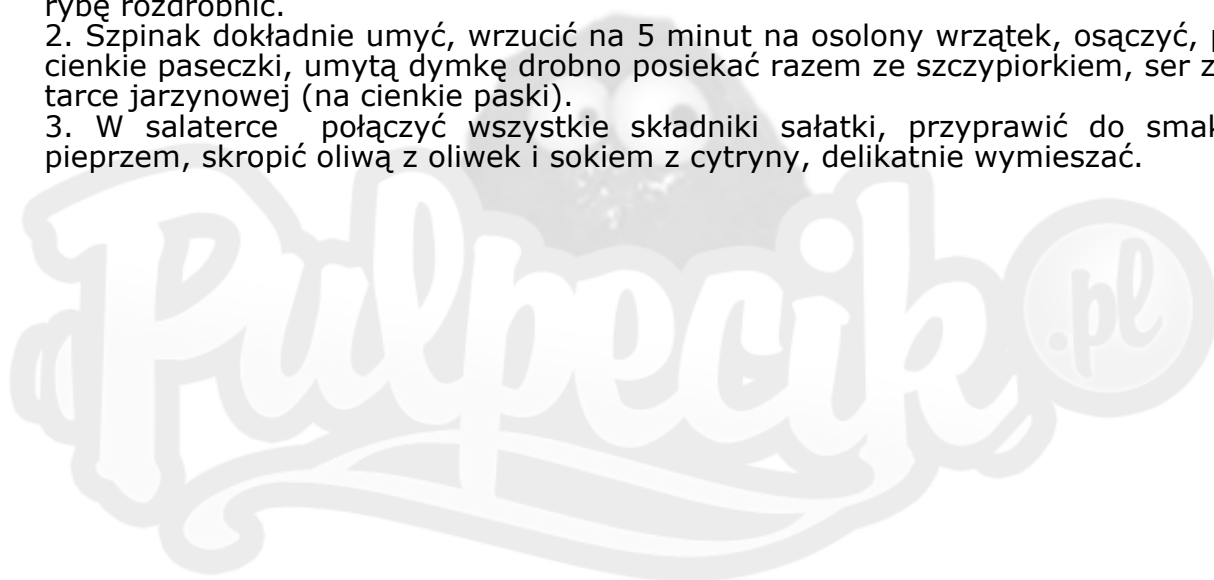 rybę rozdrobnić.
2. Szpinak dokładnie umyć, wrzucić na 5 minut na osolony wrzątek, osączyć,
cienkie paseczki, umytą dymkę drobno posiekać razem ze szczypiorkiem, ser
tarce jarzynowej (na cienkie paski).
3. W salaterce połączyć wszystkie składniki sałatki, przyprawić do
pieprzem, skropić oliwą z oliwek i sokiem z cytryny, delikatnie wymieszać.
Pulpecik.pl